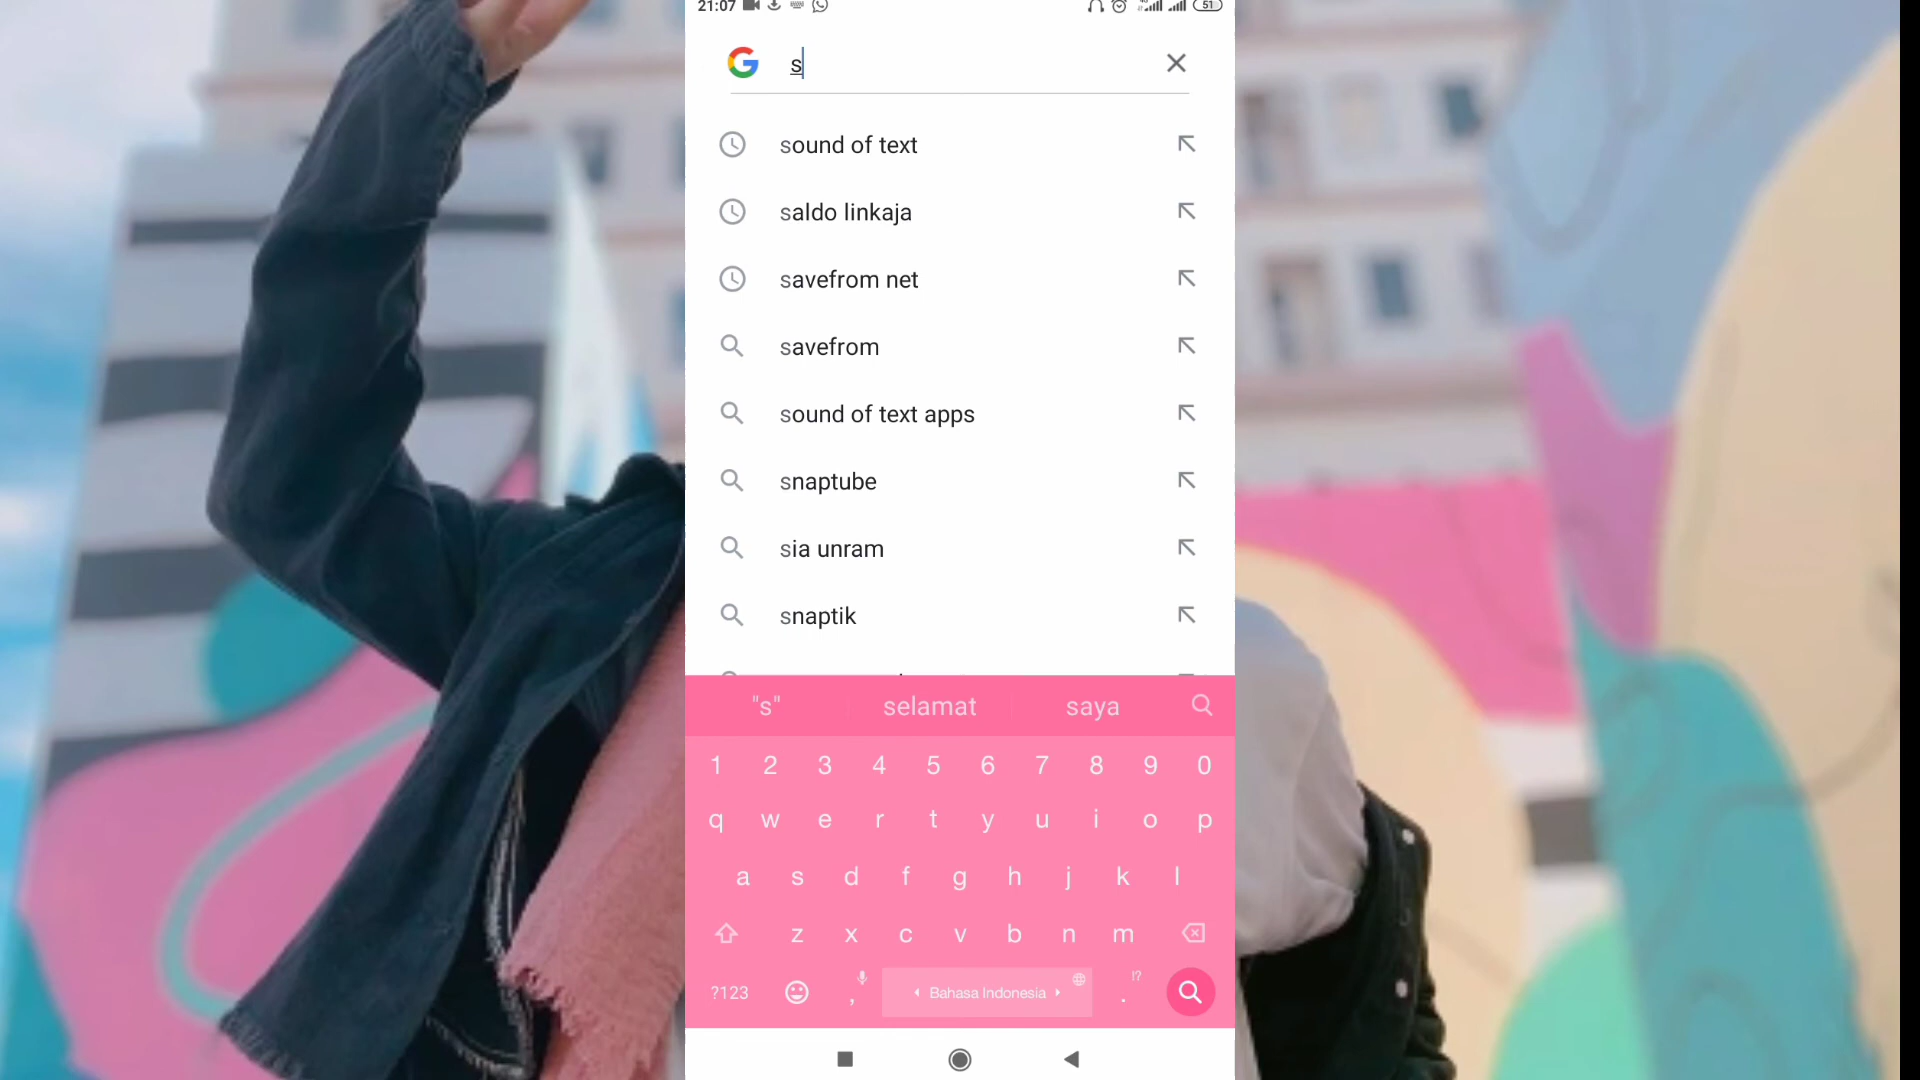 21:07 51
s
sound of text
saldo linkaja
savefrom net
savefrom
sound of text apps
snaptube
sia unram
snaptik
"s" selamat saya
1 2 3 4 5 6 7 8 9 0
q w e r t y u i o p
a s d f g h j k l
z x c v b n m
?123 , Bahasa Indonesia . !?